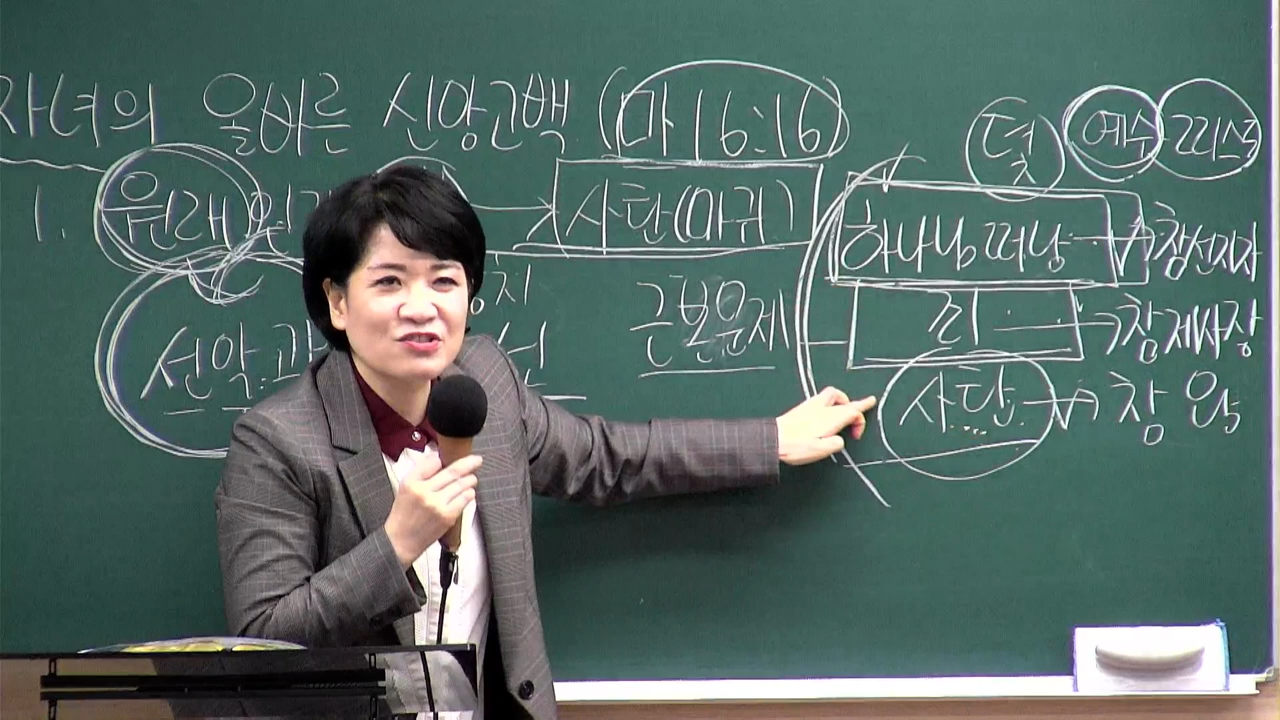 자녀의 올바른 신앙고백 (마 16:16)
덫 예수 그리스도
1. 원래 사탄(마귀)
하나님 떠남 → 참선지자
선악과
근본문제
죄 → 참 제사장
사단 → 참 왕